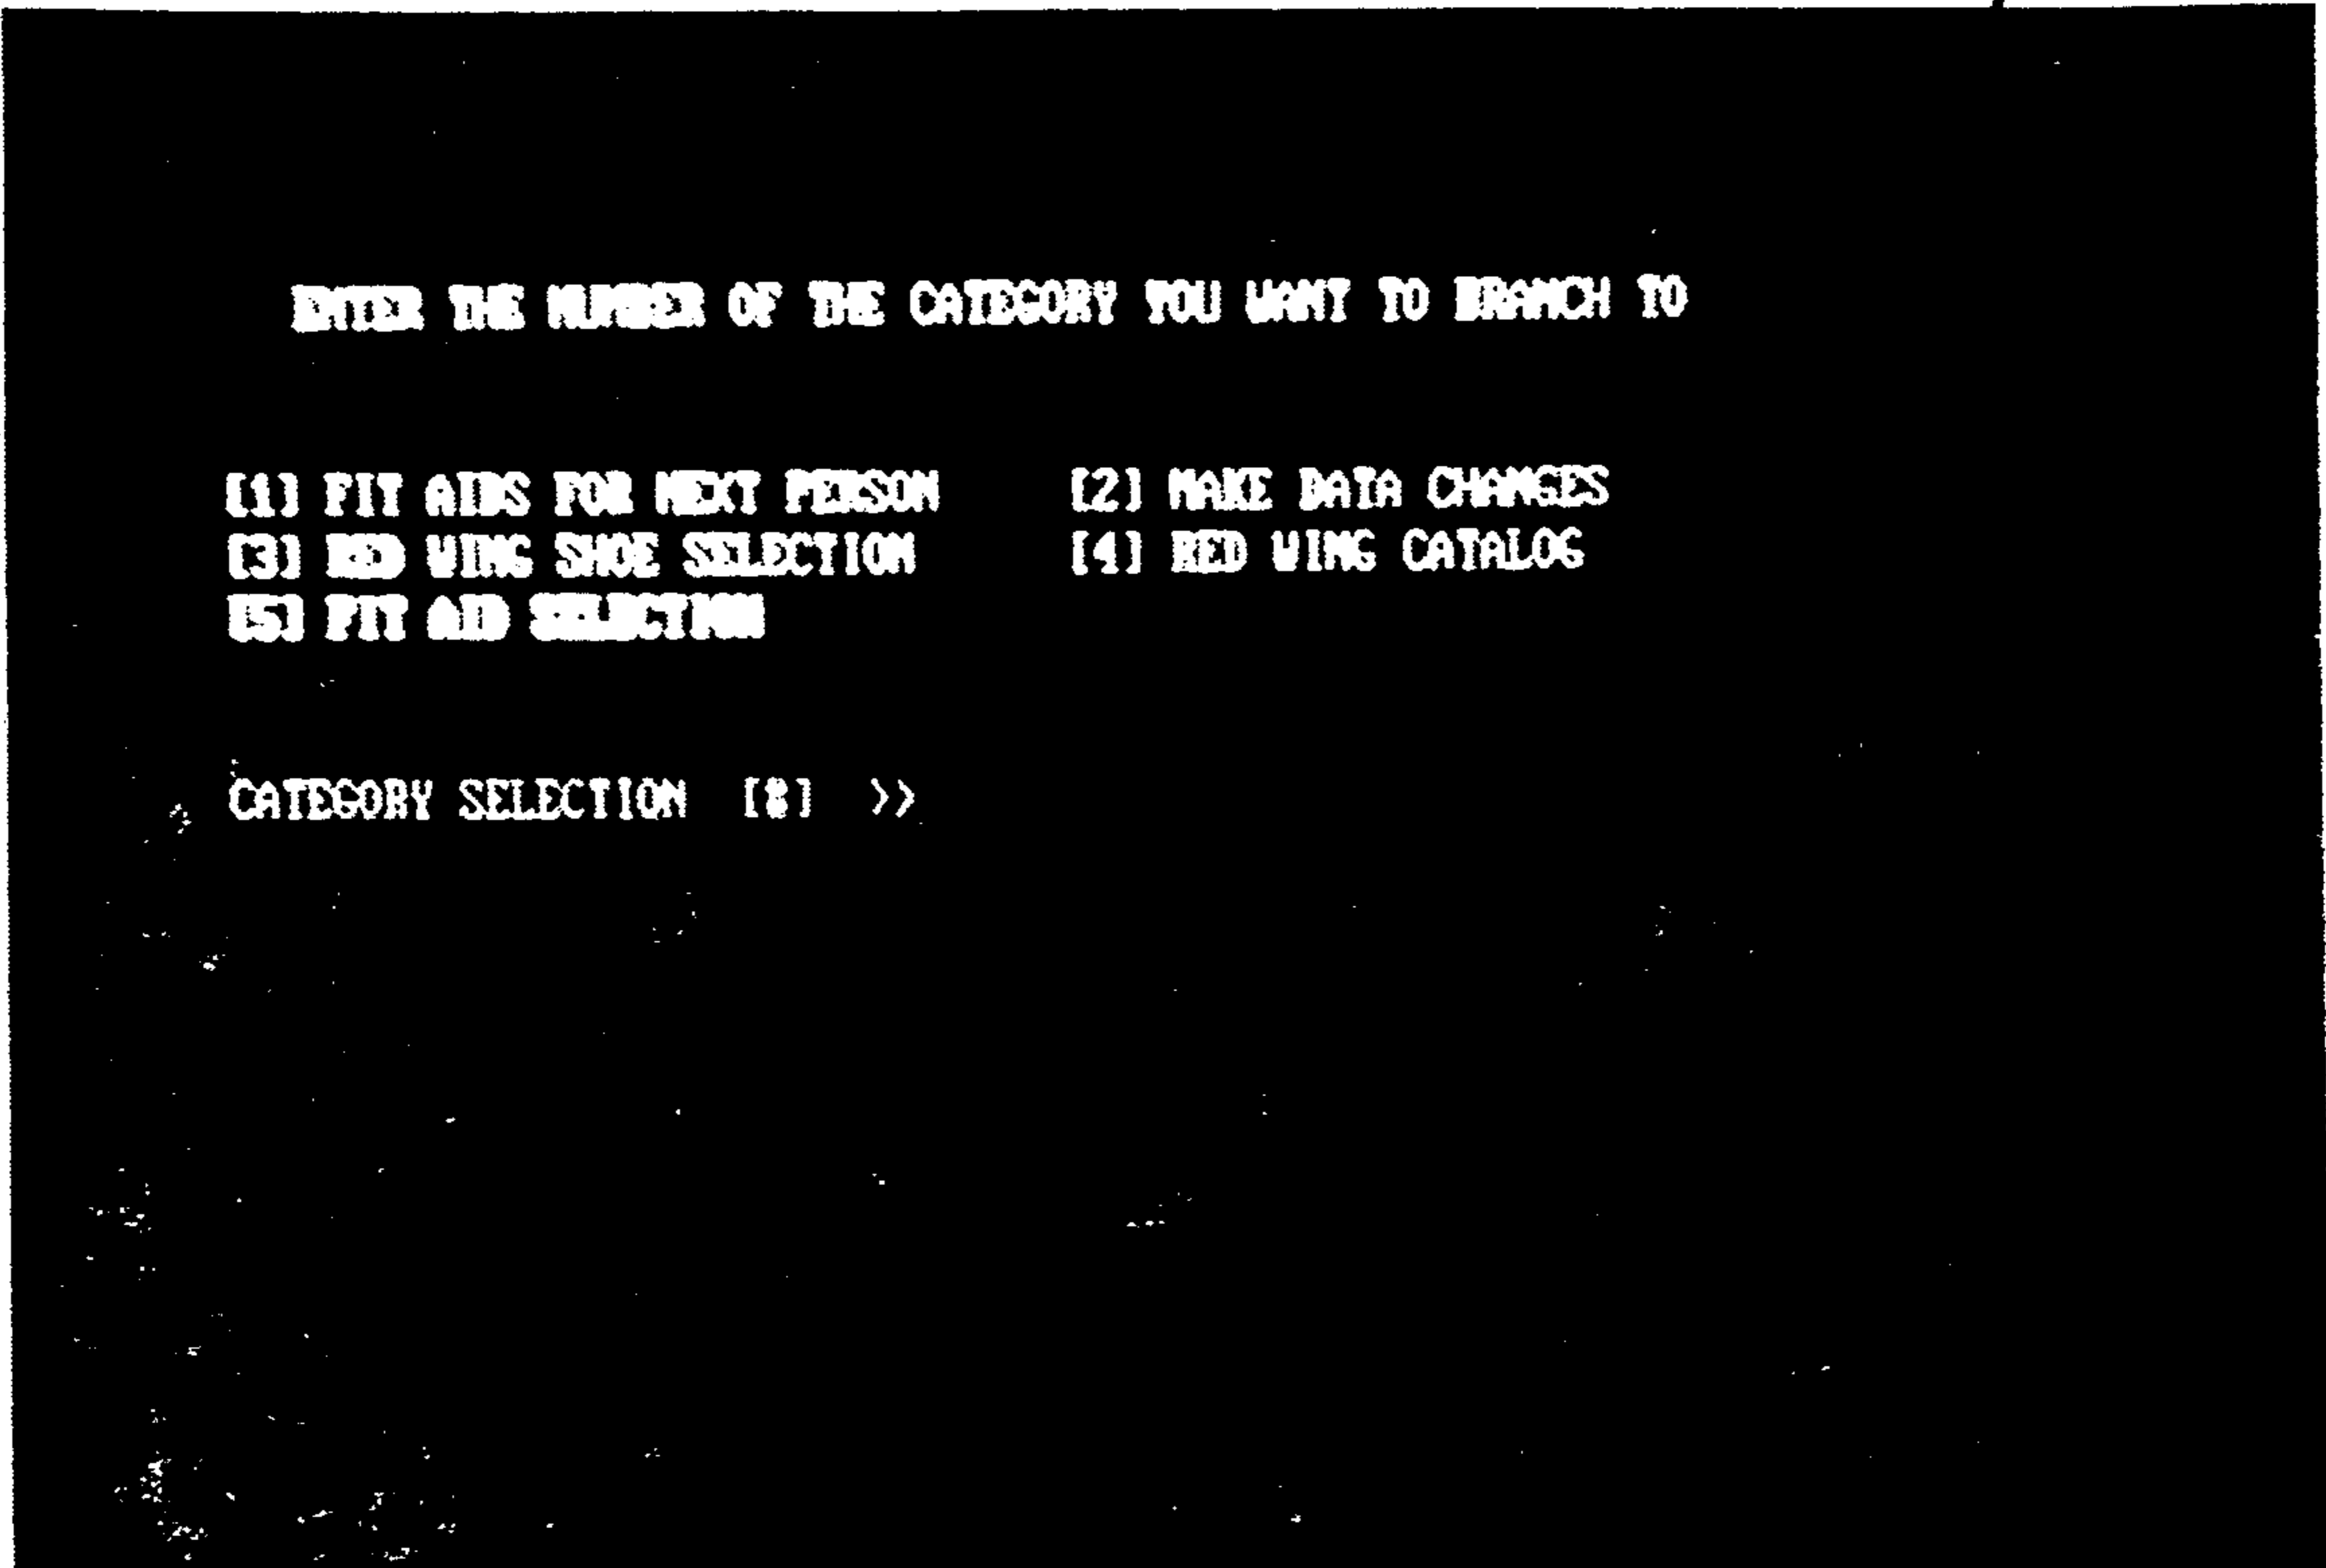 ENTER THE NUMBER OF THE CATEGORY YOU WANT TO BRANCH TO
[1] FIT AIDS FOR NEXT PERSON [2] MAKE DATA CHANGES
[3] RED WING SHOE SELECTION [4] RED WING CATALOG
[5] FIT AID SELECTION
CATEGORY SELECTION [8] >>